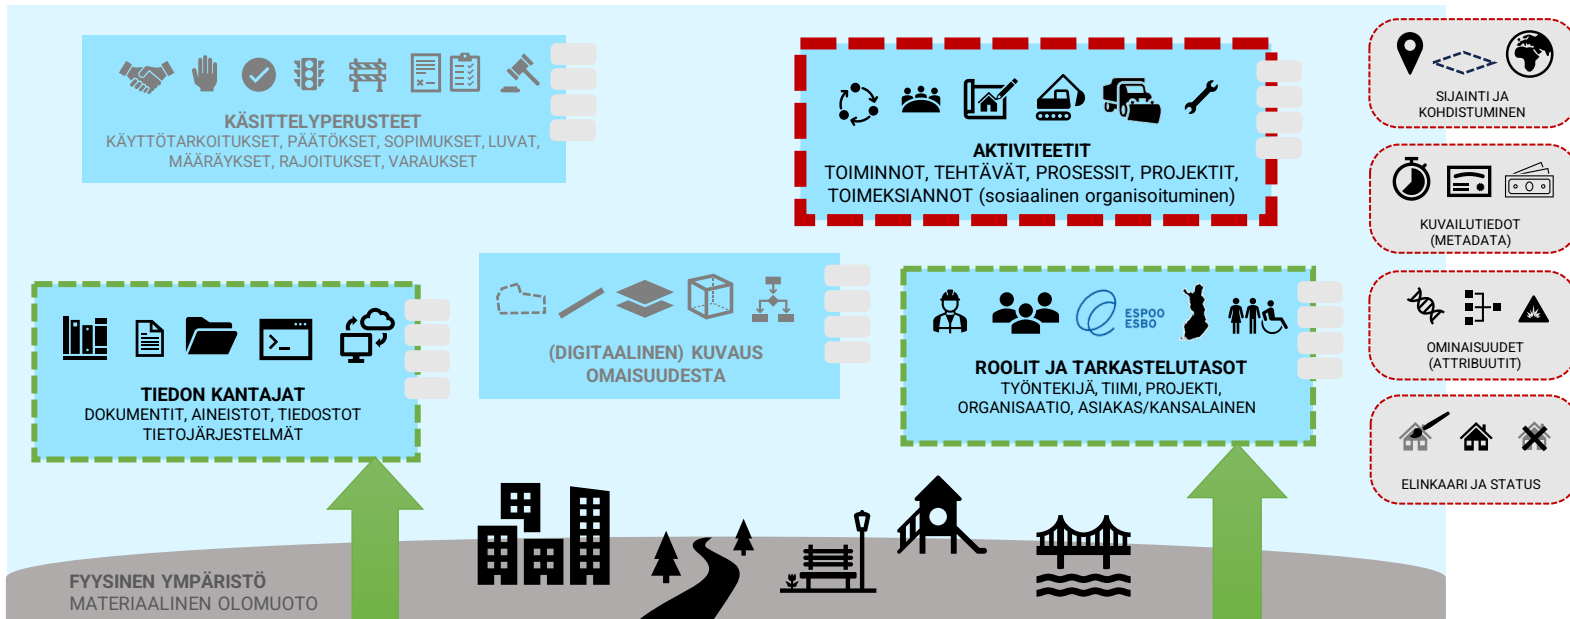 KÄSITTELYPERUSTEET
KÄYTTÖTARKOITUKSET, PÄÄTÖKSET, SOPIMUKSET, LUVAT,
MÄÄRÄYKSET, RAJOITUKSET, VARAUKSET
AKTIVITEETIT
TOIMINNOT, TEHTÄVÄT, PROSESSIT, PROJEKTIT,
TOIMEKSIANNOT (sosiaalinen organisoituminen)
SIJAINTI JA
KOHDISTUMINEN
KUVAILUTIEDOT
(METADATA)
OMINAISUUDET
(ATTRIBUUTIT)
ELINKAARI JA STATUS
TIEDON KANTAJAT
DOKUMENTIT, AINEISTOT, TIEDOSTOT
TIETOJÄRJESTELMÄT
(DIGITAALINEN) KUVAUS
OMAISUUDESTA
ESPOO
ESBO
ROOLIT JA TARKASTELUTASOT
TYÖNTEKIJÄ, TIIMI, PROJEKTI,
ORGANISAATIO, ASIAKAS/KANSALAINEN
FYYSINEN YMPÄRISTÖ
MATERIAALINEN OLOMUOTO